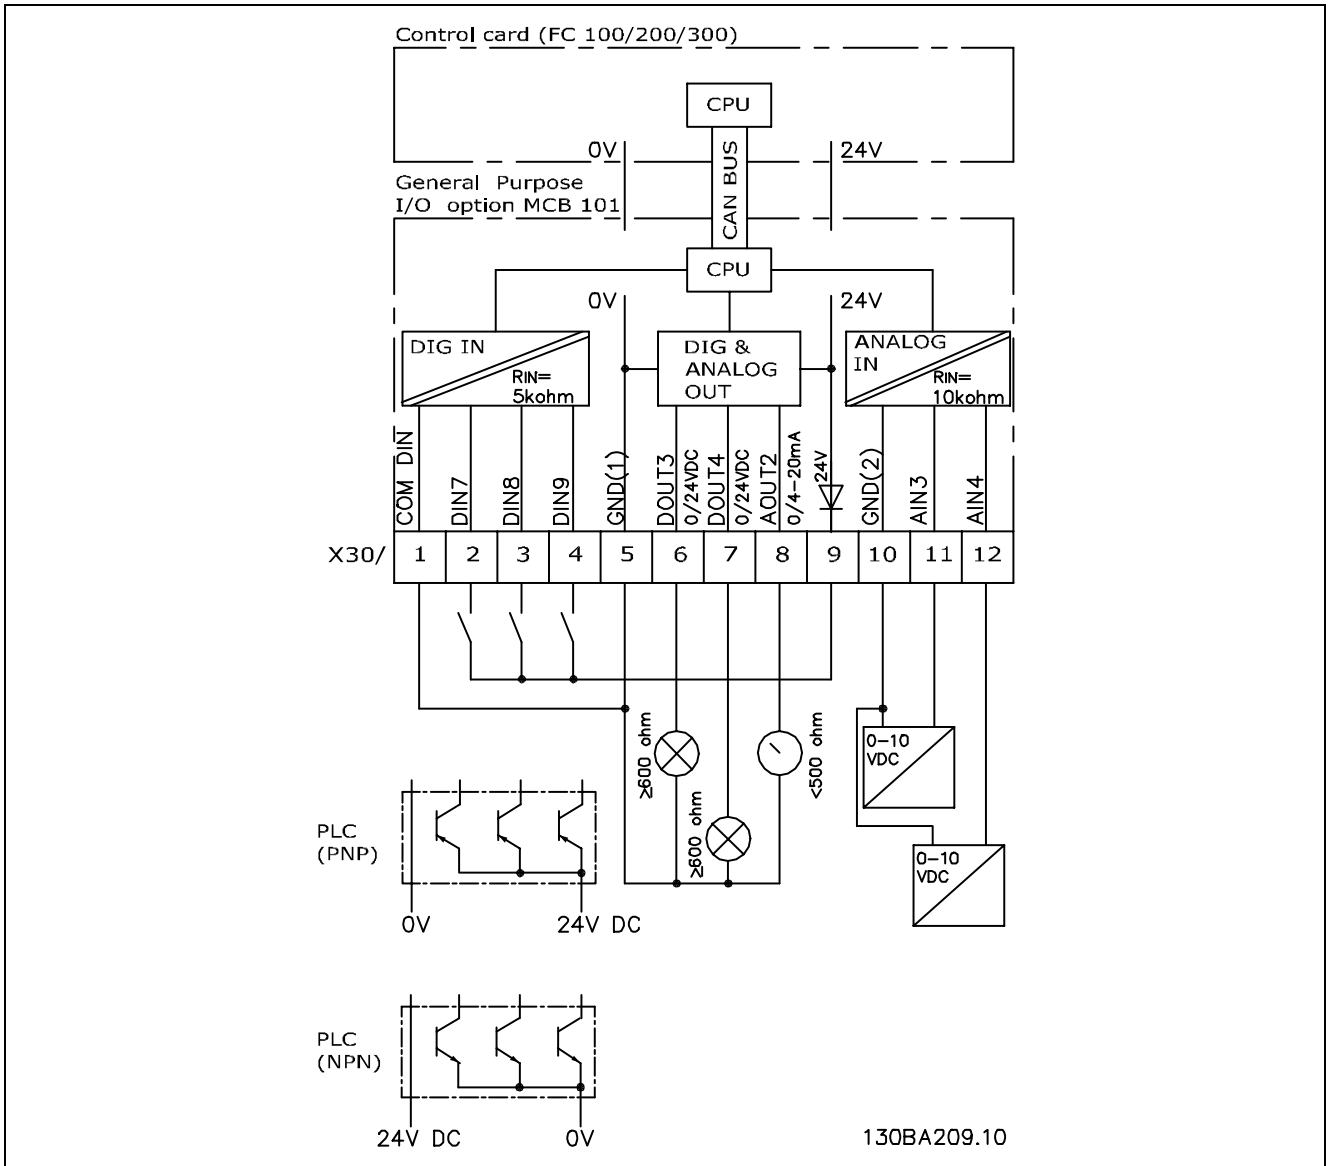 Control card (FC 100/200/300)
CPU
0V
24V
CAN BUS
General Purpose
I/O option MCB 101
CPU
0V
24V
DIG IN
RIN=
5kohm
DIG &
ANALOG
OUT
ANALOG
IN
RIN=
10kohm
COM DIN
DIN7
DIN8
DIN9
GND(1)
DOUT3
0/24VDC
DOUT4
0/24VDC
AOUT2
0/4-20mA
24V
GND(2)
AIN3
AIN4
X30/ 1 2 3 4 5 6 7 8 9 10 11 12
≥600 ohm
≥600 ohm
<500 ohm
0-10
VDC
0-10
VDC
PLC
(PNP)
0V
24V DC
PLC
(NPN)
24V DC
0V
130BA209.10